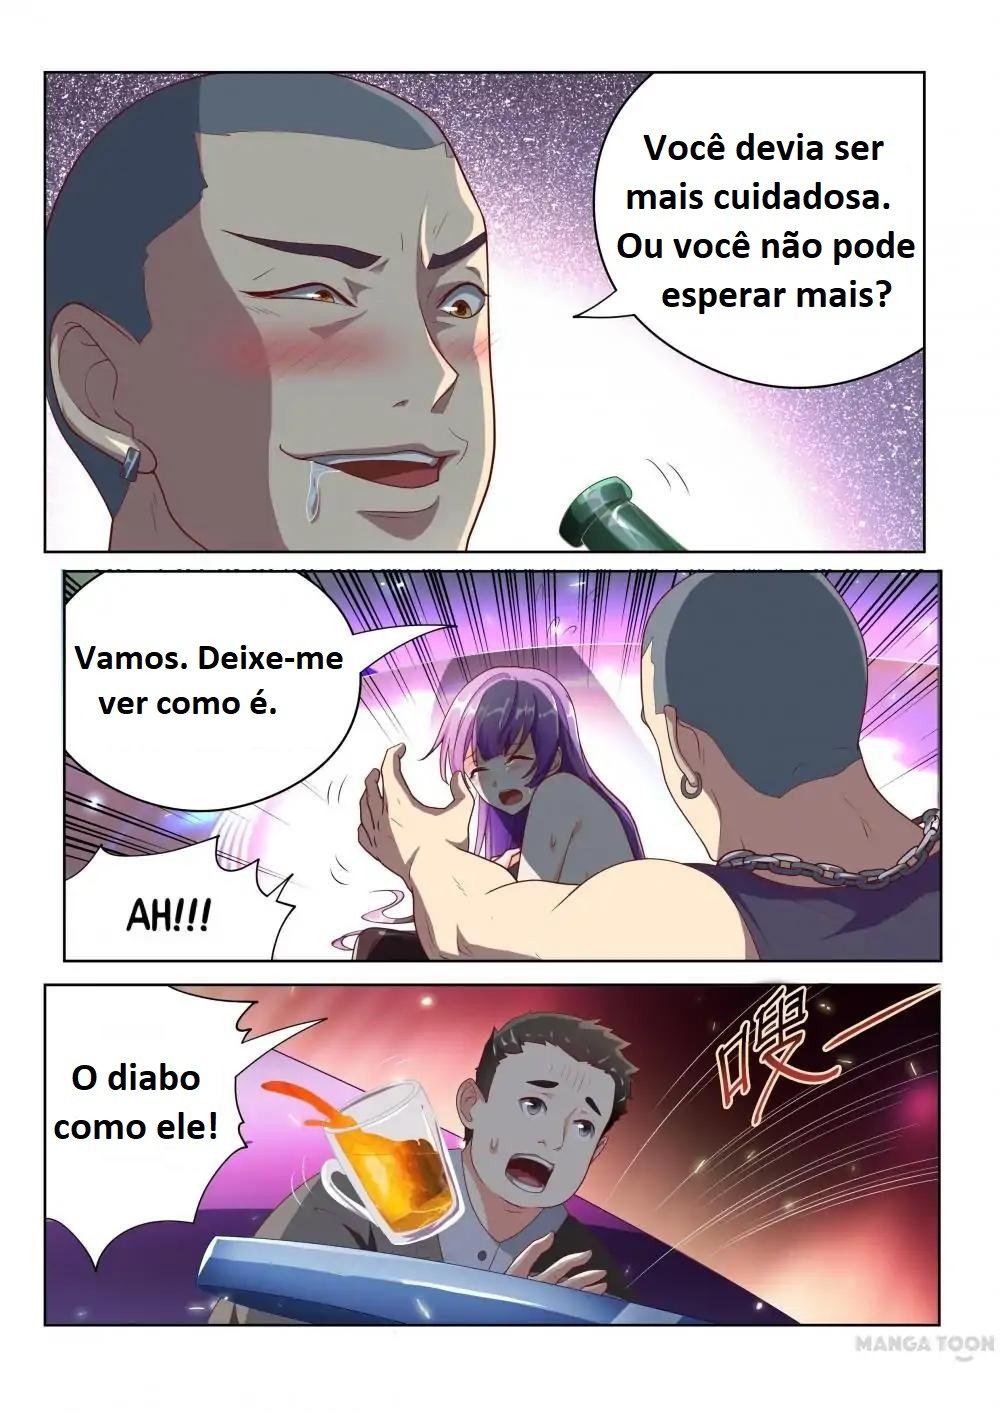 Você devia ser
mais cuidadosa.
Ou você não pode
esperar mais?
Vamos. Deixe-me
ver como é.
AH!!!
嗖
O diabo
como ele!
MANGA TOON